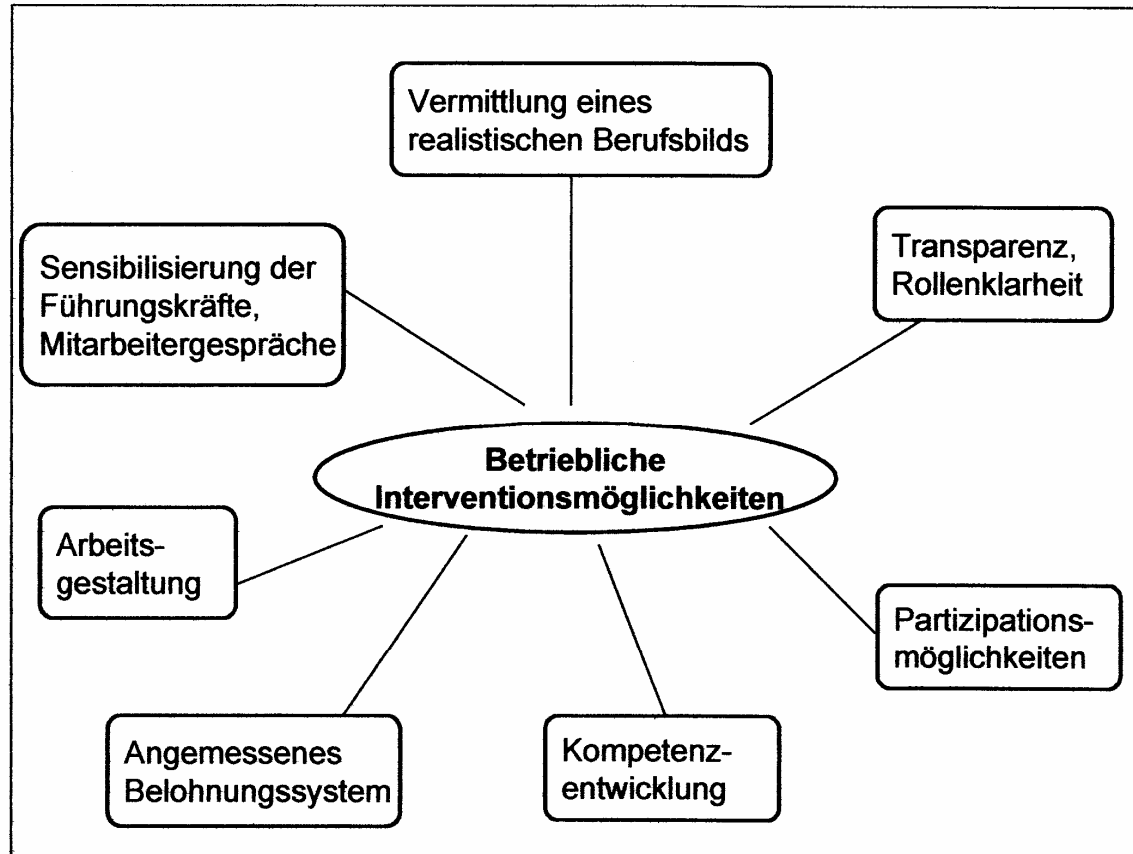 Vermittlung eines
realistischen Berufsbilds
Sensibilisierung der
Führungskräfte,
Mitarbeitergespräche
Transparenz,
Rollenklarheit
Betriebliche
Interventionsmöglichkeiten
Arbeits-
gestaltung
Partizipations-
möglichkeiten
Angemessenes
Belohnungssystem
Kompetenz-
entwicklung